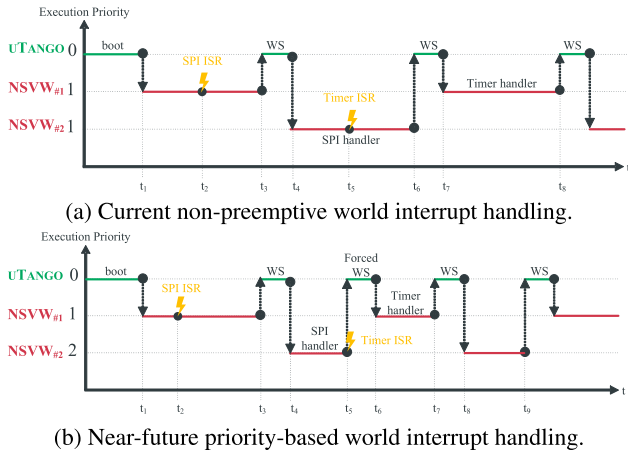 Execution Priority
boot WS WS WS
SPI ISR
UTANGO 0
NSVW#1 1 Timer ISR Timer handler
NSVW#2 1
SPI handler
t1 t2 t3 t4 t5 t6 t7 t8 t
(a) Current non-preemptive world interrupt handling.
Execution Priority
Forced
boot WS WS WS WS
UTANGO 0
SPI ISR Timer
NSVW#1 1 handler
SPI
NSVW#2 2 handler Timer ISR
t1 t2 t3 t4 t5 t6 t7 t8 t9 t
(b) Near-future priority-based world interrupt handling.